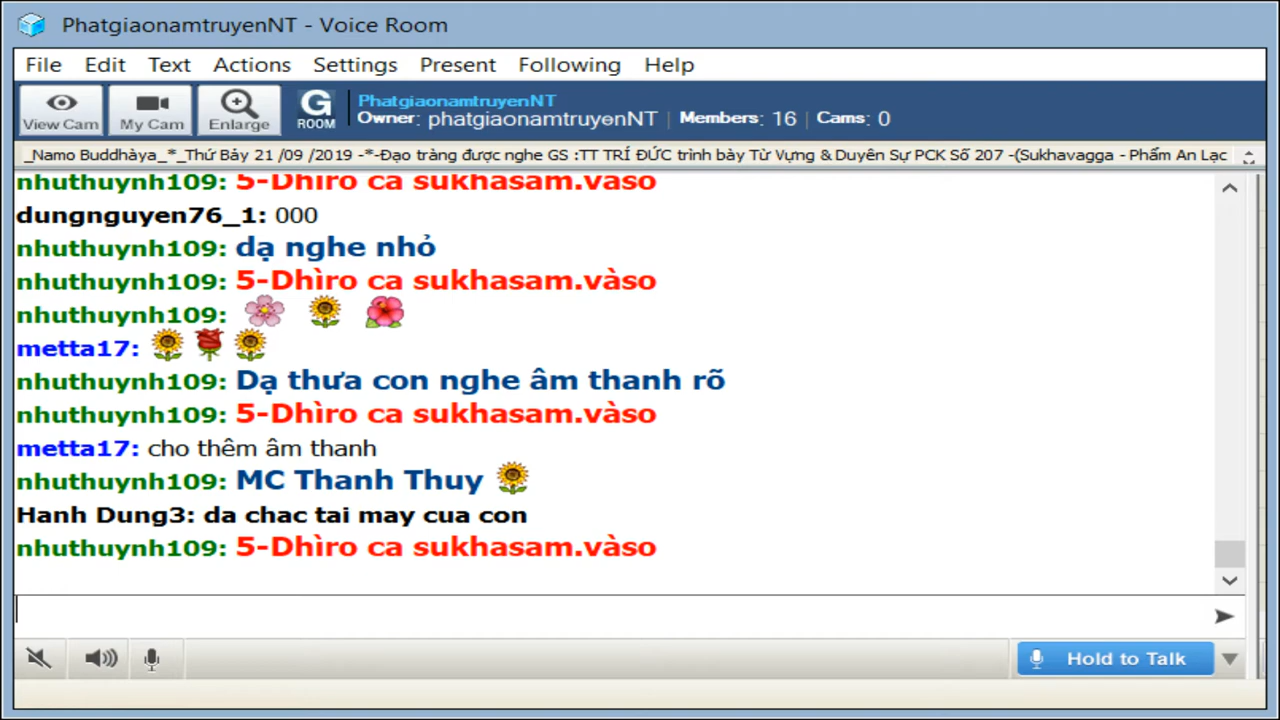 PhatgiaonamtruyenNT - Voice Room
File Edit Text Actions Settings Present Following Help
View Cam My Cam Enlarge G ROOM
PhatgiaonamtruyenNT
Owner: phatgiaonamtruyenNT Members: 16 Cams: 0
_Namo Buddhàya_*_Thứ Bảy 21 /09 /2019 -*-Đạo tràng được nghe GS :TT TRÍ ĐỨC trình bày Từ Vựng & Duyên Sự PCK Số 207 -(Sukhavagga - Phẩm An Lạc
nhuthuynh109: 5-Dhìro ca sukhasam.vàso
dungnguyen76_1: 000
nhuthuynh109: dạ nghe nhỏ
nhuthuynh109: 5-Dhìro ca sukhasam.vàso
nhuthuynh109:
metta17:
nhuthuynh109: Dạ thưa con nghe âm thanh rõ
nhuthuynh109: 5-Dhìro ca sukhasam.vàso
metta17: cho thêm âm thanh
nhuthuynh109: MC Thanh Thuy
Hanh Dung3: da chac tai may cua con
nhuthuynh109: 5-Dhìro ca sukhasam.vàso
Hold to Talk